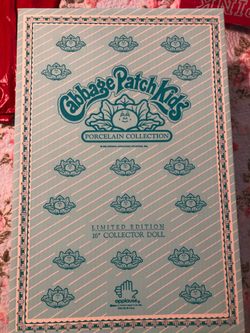 Cabbage Patch Kids
PORCELAIN COLLECTION
LIMITED EDITION
16" COLLECTOR DOLL
applause